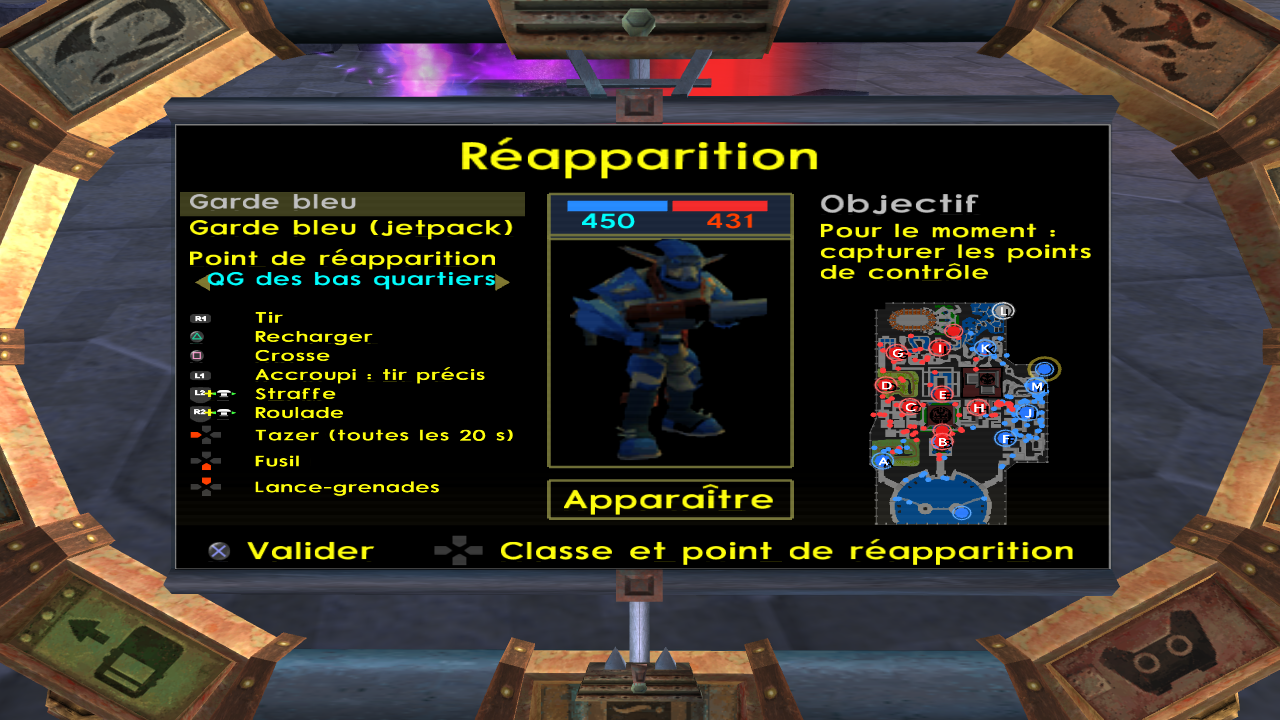 Réapparition
Garde bleu
Garde bleu (jetpack)
Point de réapparition
QG des bas quartiers
R1 Tir
Recharger
Crosse
L1 Accroupi : tir précis
L2+ Straffe
R2+ Roulade
Tazer (toutes les 20 s)
Fusil
Lance-grenades
450 431
Apparaître
Objectif
Pour le moment :
capturer les points
de contrôle
L
G I K
D E M
C H J
B F
A
Valider
Classe et point de réapparition